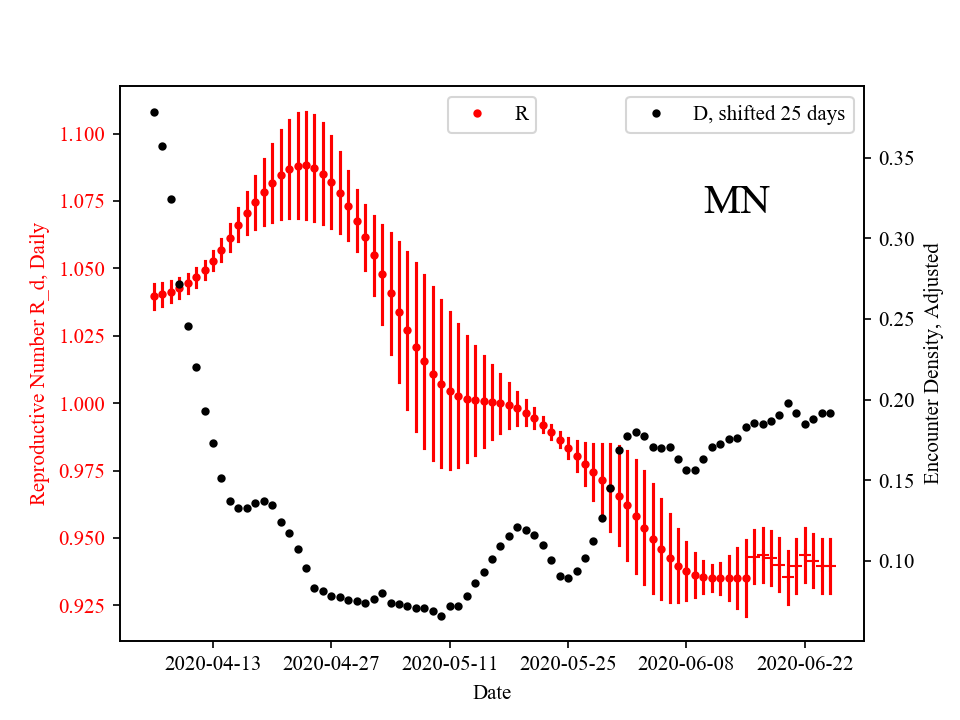 R
D, shifted 25 days
MN
Reproductive Number R_d, Daily
1.100
1.075
1.050
1.025
1.000
0.975
0.950
0.925
0.35
0.30
0.25
0.20
0.15
0.10
Encounter Density, Adjusted
2020-04-13 2020-04-27 2020-05-11 2020-05-25 2020-06-08 2020-06-22
Date